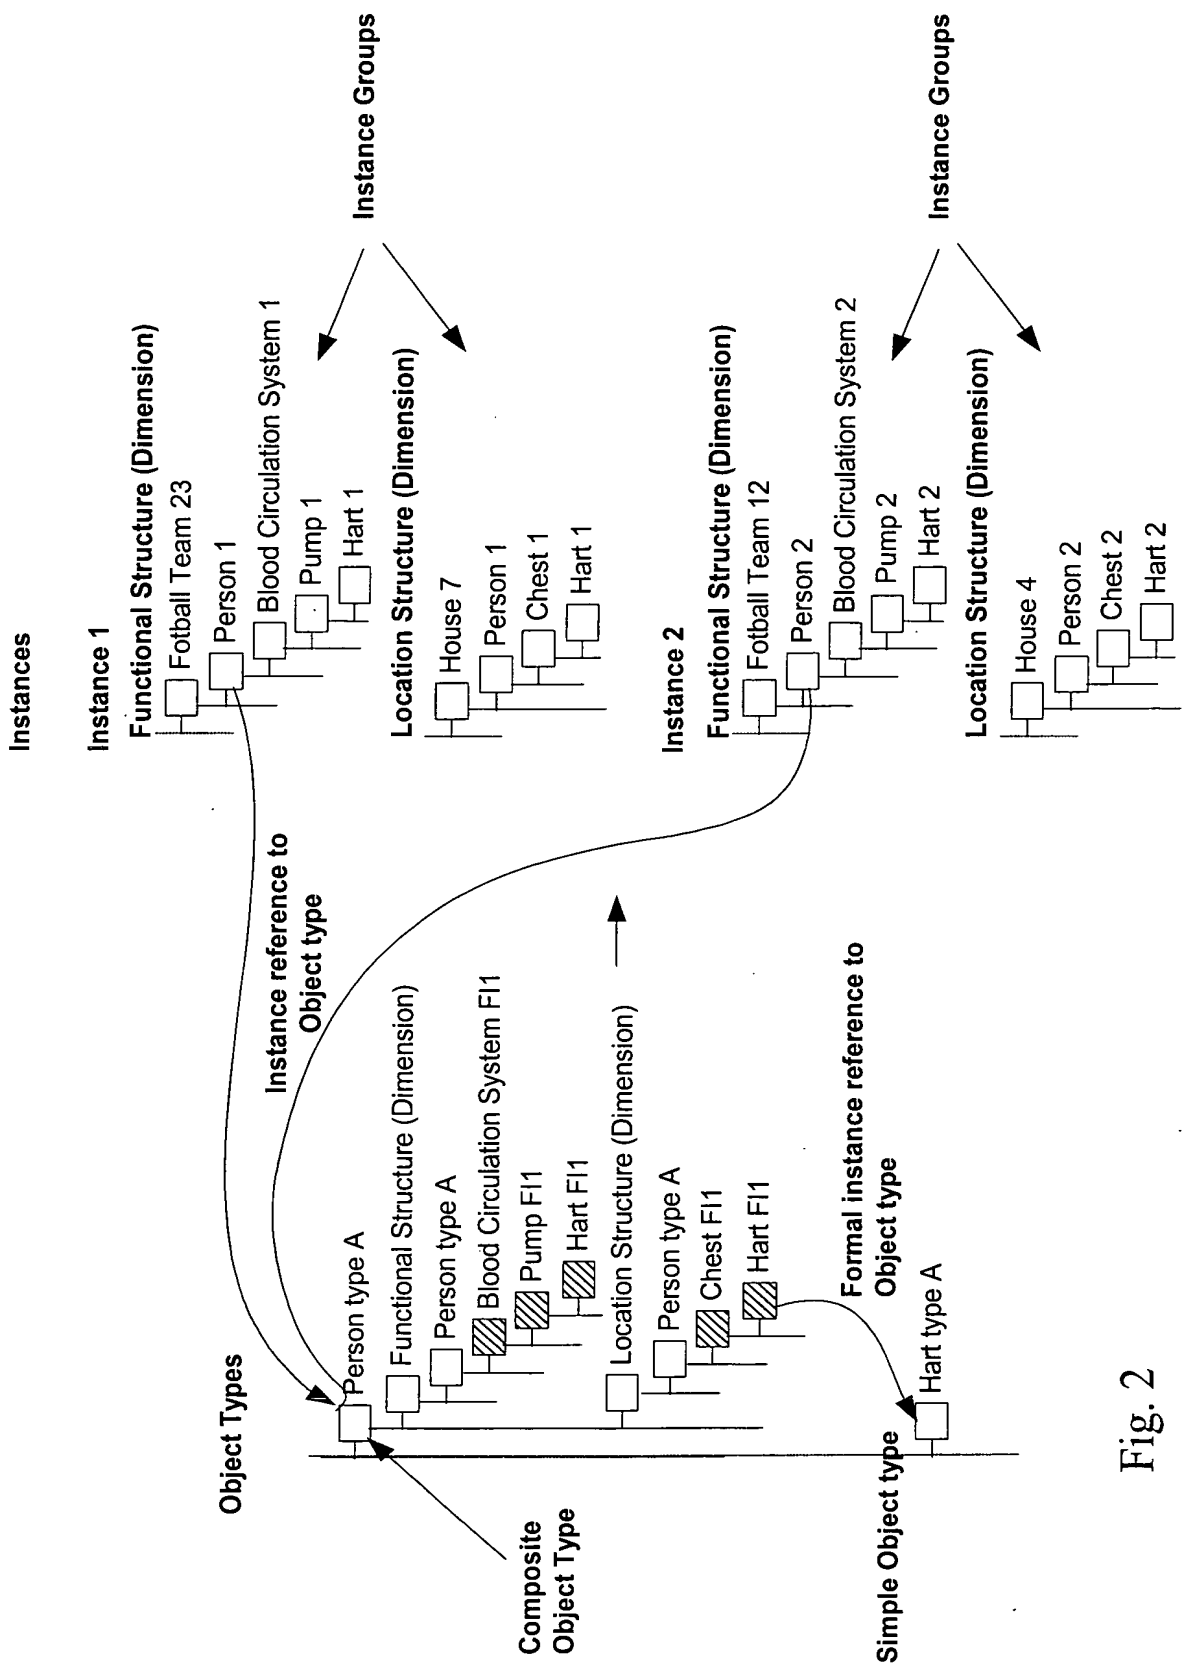 Object Types
Person type A
Functional Structure (Dimension)
Person type A
Blood Circulation System FI1
Pump FI1
Hart FI1
Location Structure (Dimension)
Person type A
Chest FI1
Hart FI1
Hart type A
Composite
Object Type
Simple Object type
Formal instance reference to
Object type
Instance reference to
Object type
Instances
Instance 1
Functional Structure (Dimension)
Fotball Team 23
Person 1
Blood Circulation System 1
Pump 1
Hart 1
Location Structure (Dimension)
House 7
Person 1
Chest 1
Hart 1
Instance Groups
Instance 2
Functional Structure (Dimension)
Fotball Team 12
Person 2
Blood Circulation System 2
Pump 2
Hart 2
Location Structure (Dimension)
House 4
Person 2
Chest 2
Hart 2
Instance Groups
Fig. 2